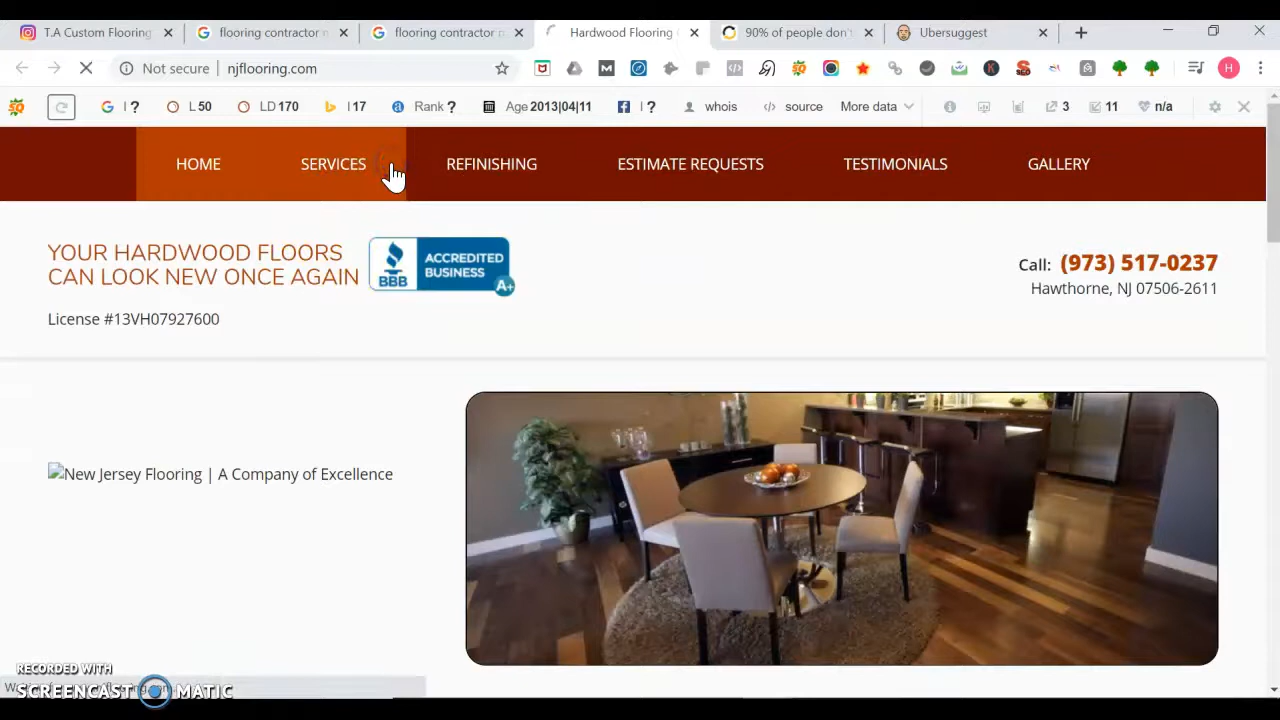 T.A Custom Flooring
flooring contractor n
flooring contractor r
Hardwood Flooring
90% of people don't
Ubersuggest
Not secure
njflooring.com
I ?
L 50
LD 170
I 17
Rank ?
Age 2013|04|11
I ?
whois
source
More data
3
11
n/a
HOME
SERVICES
REFINISHING
ESTIMATE REQUESTS
TESTIMONIALS
GALLERY
YOUR HARDWOOD FLOORS
CAN LOOK NEW ONCE AGAIN
BBB
ACCREDITED
BUSINESS
A+
License #13VH07927600
Call: (973) 517-0237
Hawthorne, NJ 07506-2611
New Jersey Flooring | A Company of Excellence
RECORDED WITH
SCREENCAST MATIC